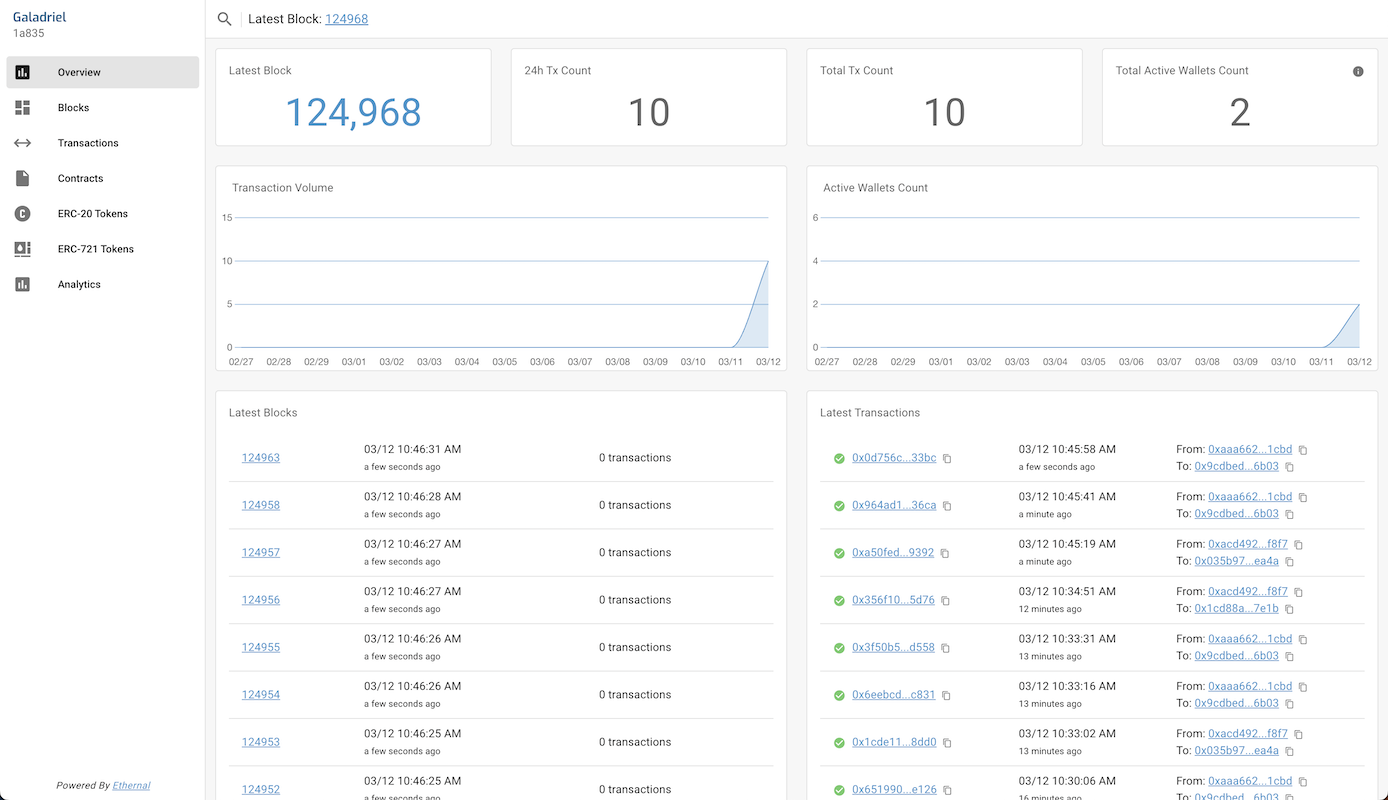 Galadriel
1a835
Overview
Blocks
Transactions
Contracts
ERC-20 Tokens
ERC-721 Tokens
Analytics
Powered By Ethernal
Latest Block: 124968
Latest Block
124,968
24h Tx Count
10
Total Tx Count
10
Total Active Wallets Count
2
Transaction Volume
15
10
5
0
02/27 02/28 02/29 03/01 03/02 03/03 03/04 03/05 03/06 03/07 03/08 03/09 03/10 03/11 03/12
Active Wallets Count
6
4
2
0
02/27 02/28 02/29 03/01 03/02 03/03 03/04 03/05 03/06 03/07 03/08 03/09 03/10 03/11 03/12
Latest Blocks
124963 03/12 10:46:31 AM 0 transactions
a few seconds ago
124958 03/12 10:46:28 AM 0 transactions
a few seconds ago
124957 03/12 10:46:27 AM 0 transactions
a few seconds ago
124956 03/12 10:46:27 AM 0 transactions
a few seconds ago
124955 03/12 10:46:26 AM 0 transactions
a few seconds ago
124954 03/12 10:46:26 AM 0 transactions
a few seconds ago
124953 03/12 10:46:25 AM 0 transactions
a few seconds ago
124952 03/12 10:46:25 AM 0 transactions
a few seconds ago
Latest Transactions
0x0d756c...33bc 03/12 10:45:58 AM From: 0xaaa662...1cbd
a few seconds ago To: 0x9cdbed...6b03
0x964ad1...36ca 03/12 10:45:41 AM From: 0xaaa662...1cbd
a minute ago To: 0x9cdbed...6b03
0xa50fed...9392 03/12 10:45:19 AM From: 0xacd492...f8f7
a minute ago To: 0x035b97...ea4a
0x356f10...5d76 03/12 10:34:51 AM From: 0xacd492...f8f7
12 minutes ago To: 0x1cd88a...7e1b
0x3f50b5...d558 03/12 10:33:31 AM From: 0xaaa662...1cbd
13 minutes ago To: 0x9cdbed...6b03
0x6eebcd...c831 03/12 10:33:16 AM From: 0xaaa662...1cbd
13 minutes ago To: 0x9cdbed...6b03
0x1cde11...8dd0 03/12 10:33:02 AM From: 0xacd492...f8f7
13 minutes ago To: 0x035b97...ea4a
0x651990...e126 03/12 10:30:06 AM From: 0xaaa662...1cbd
16 minutes ago To: 0x9cdbed...6b03